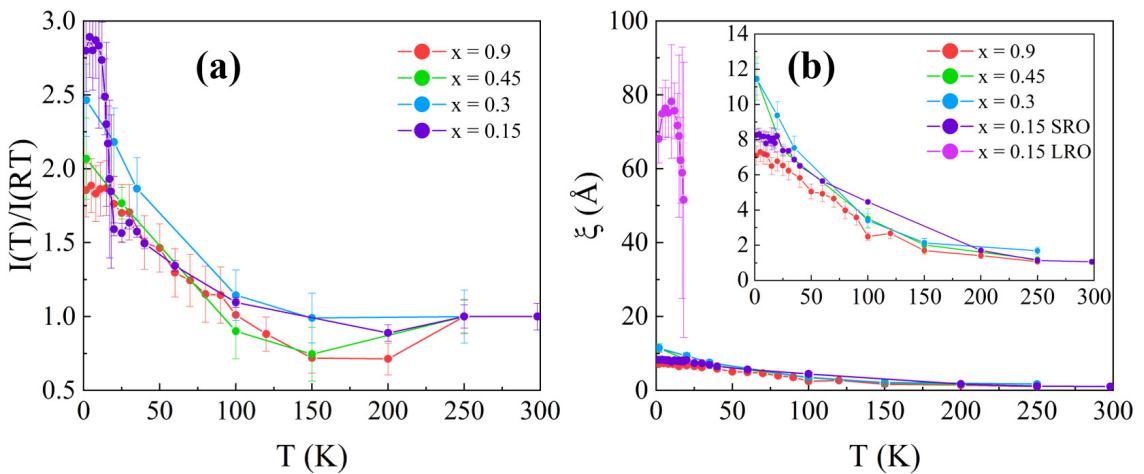 (a)
x = 0.9
x = 0.45
x = 0.3
x = 0.15
I(T)/I(RT)
3.0
2.5
2.0
1.5
1.0
0.5
0 50 100 150 200 250 300
T (K)
(b)
x = 0.9
x = 0.45
x = 0.3
x = 0.15 SRO
x = 0.15 LRO
ξ (Å)
100
80
60
40
20
0
14
12
10
8
6
4
2
0
0 50 100 150 200 250 300
0 50 100 150 200 250 300
T (K)